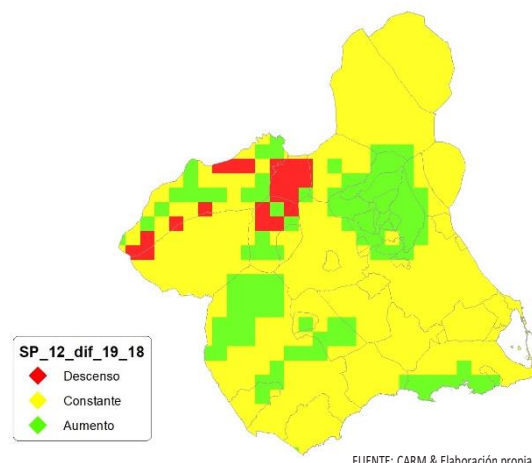 SP_12_dif_19_18
Descenso
Constante
Aumento
FUENTE: CARM & Elaboración propia